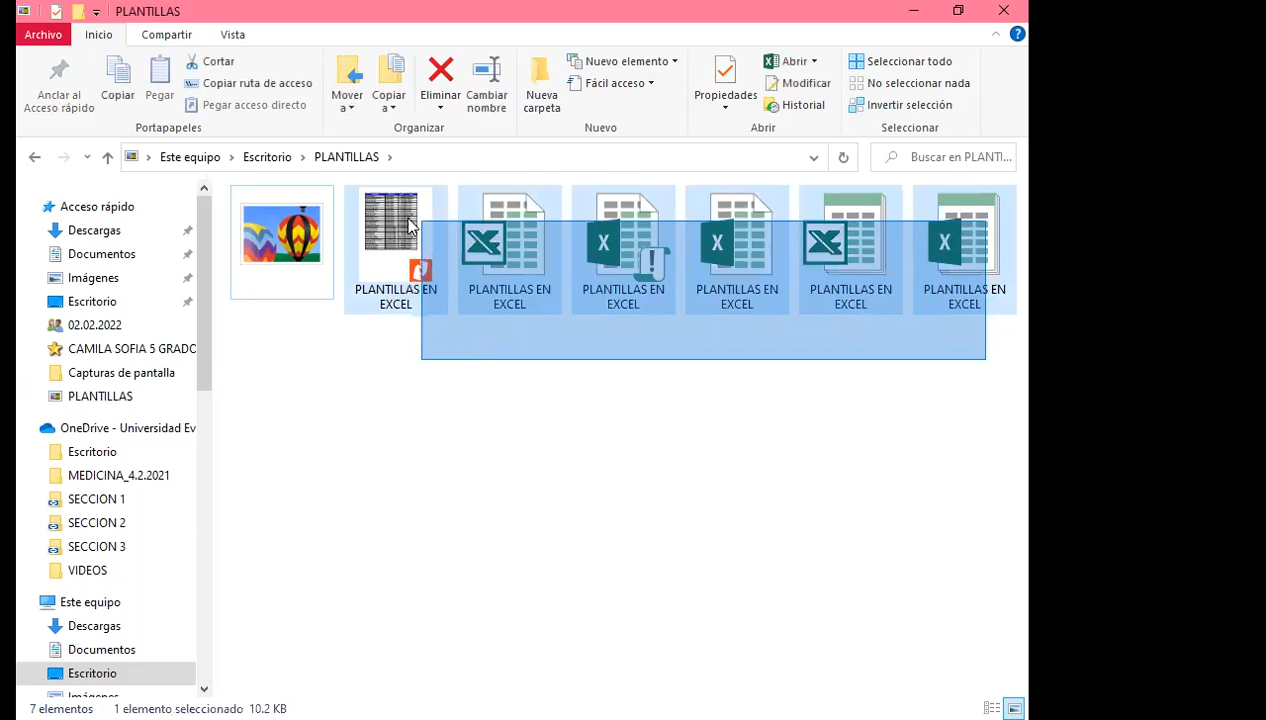 PLANTILLAS
Archivo Inicio Compartir Vista
Anclar al
Acceso rápido
Copiar
Pegar
Cortar
Copiar ruta de acceso
Pegar acceso directo
Portapapeles
Mover
a
Copiar
a
Eliminar
Cambiar
nombre
Organizar
Nueva
carpeta
Nuevo elemento
Fácil acceso
Nuevo
Propiedades
Abrir
Modificar
Historial
Abrir
Seleccionar todo
No seleccionar nada
Invertir selección
Seleccionar
Este equipo Escritorio PLANTILLAS
Buscar en PLANTI...
Acceso rápido
Descargas
Documentos
Imágenes
Escritorio
02.02.2022
CAMILA SOFIA 5 GRADO
Capturas de pantalla
PLANTILLAS
OneDrive - Universidad Ev
Escritorio
MEDICINA_4.2.2021
SECCION 1
SECCION 2
SECCION 3
VIDEOS
Este equipo
Descargas
Documentos
Escritorio
Imágenes
PLANTILLAS EN
EXCEL
PLANTILLAS EN
EXCEL
PLANTILLAS EN
EXCEL
PLANTILLAS EN
EXCEL
PLANTILLAS EN
EXCEL
PLANTILLAS EN
EXCEL
7 elementos 1 elemento seleccionado 10.2 KB